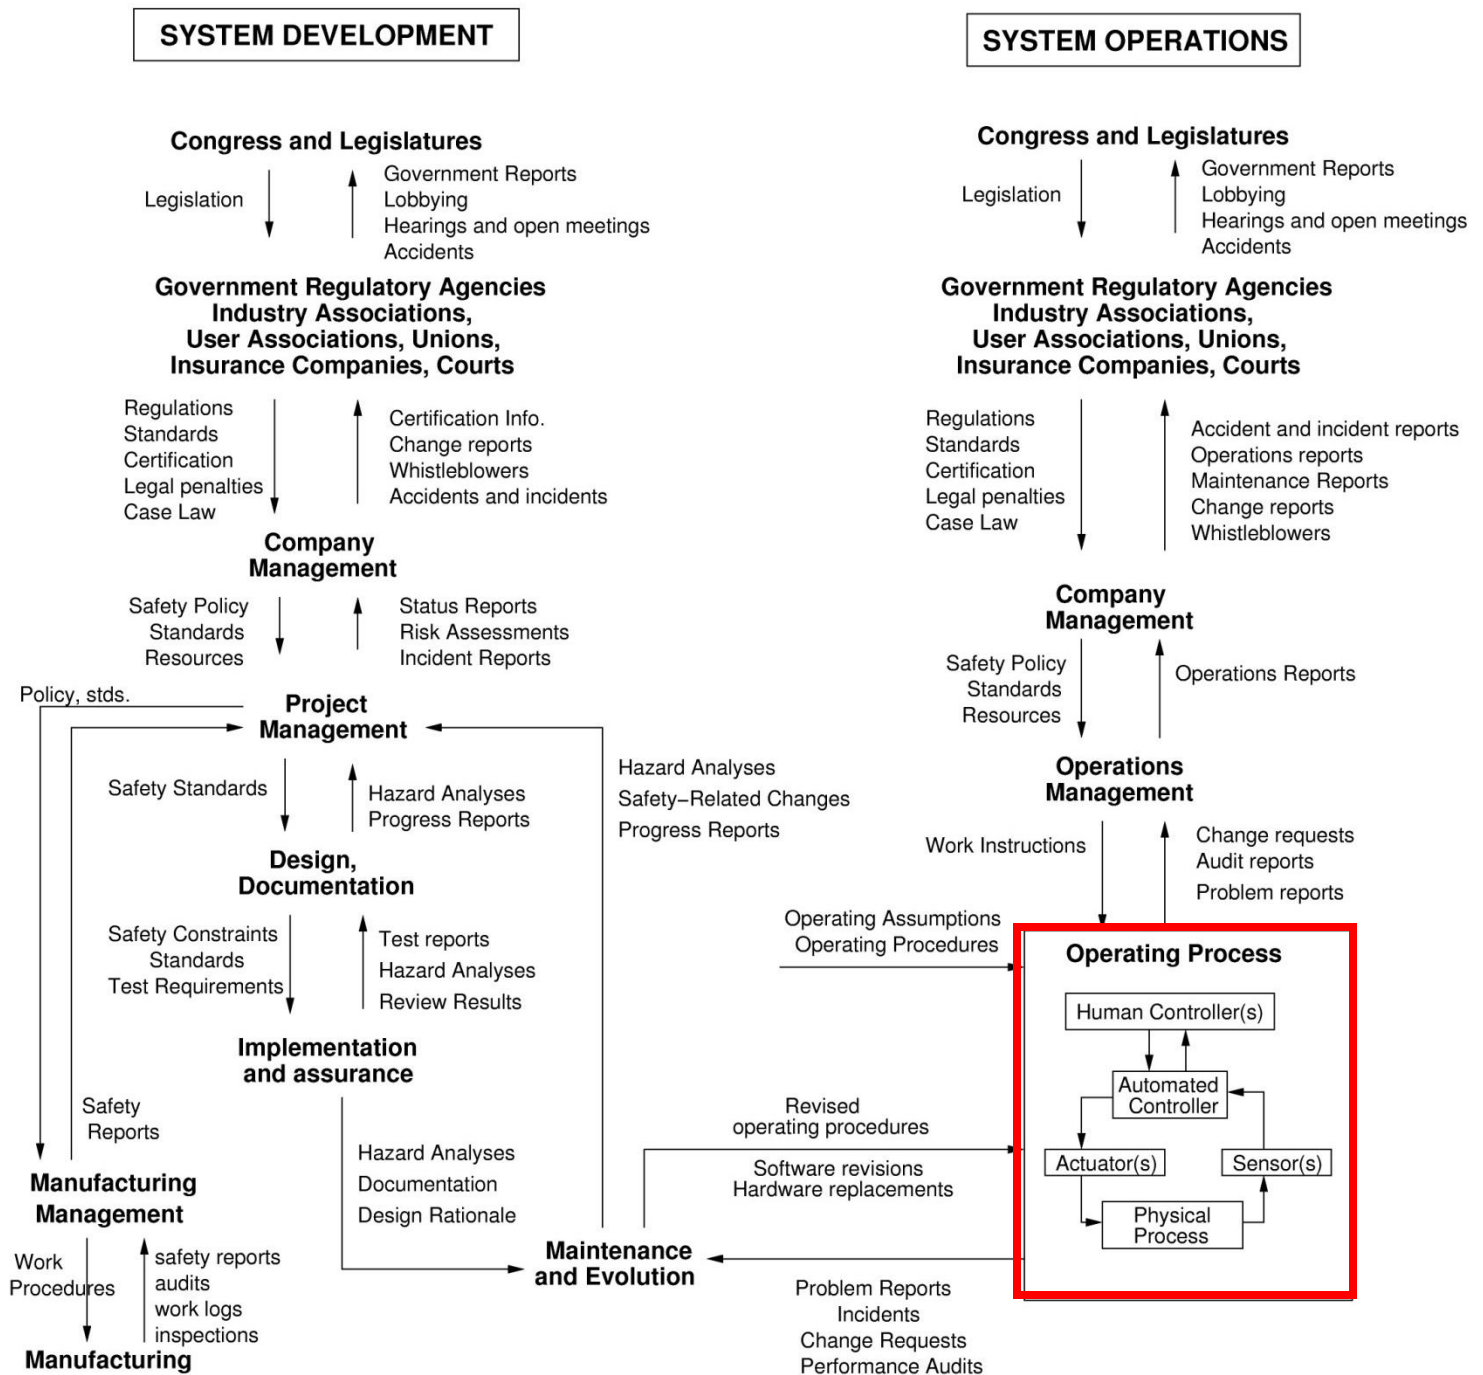 SYSTEM DEVELOPMENT
Congress and Legislatures
Legislation
Government Reports
Lobbying
Hearings and open meetings
Accidents
Government Regulatory Agencies
Industry Associations,
User Associations, Unions,
Insurance Companies, Courts
Regulations
Standards
Certification
Legal penalties
Case Law
Certification Info.
Change reports
Whistleblowers
Accidents and incidents
Company
Management
Safety Policy
Standards
Resources
Status Reports
Risk Assessments
Incident Reports
Policy, stds.
Project
Management
Safety Standards
Hazard Analyses
Progress Reports
Hazard Analyses
Safety–Related Changes
Progress Reports
Design,
Documentation
Safety Constraints
Standards
Test Requirements
Test reports
Hazard Analyses
Review Results
Implementation
and assurance
Safety
Reports
Hazard Analyses
Documentation
Design Rationale
Manufacturing
Management
Work
Procedures
safety reports
audits
work logs
inspections
Manufacturing
Maintenance
and Evolution
SYSTEM OPERATIONS
Congress and Legislatures
Legislation
Government Reports
Lobbying
Hearings and open meetings
Accidents
Government Regulatory Agencies
Industry Associations,
User Associations, Unions,
Insurance Companies, Courts
Regulations
Standards
Certification
Legal penalties
Case Law
Accident and incident reports
Operations reports
Maintenance Reports
Change reports
Whistleblowers
Company
Management
Safety Policy
Standards
Resources
Operations Reports
Operations
Management
Work Instructions
Change requests
Audit reports
Problem reports
Operating Assumptions
Operating Procedures
Operating Process
Human Controller(s)
Automated
Controller
Actuator(s)
Sensor(s)
Physical
Process
Revised
operating procedures
Software revisions
Hardware replacements
Problem Reports
Incidents
Change Requests
Performance Audits